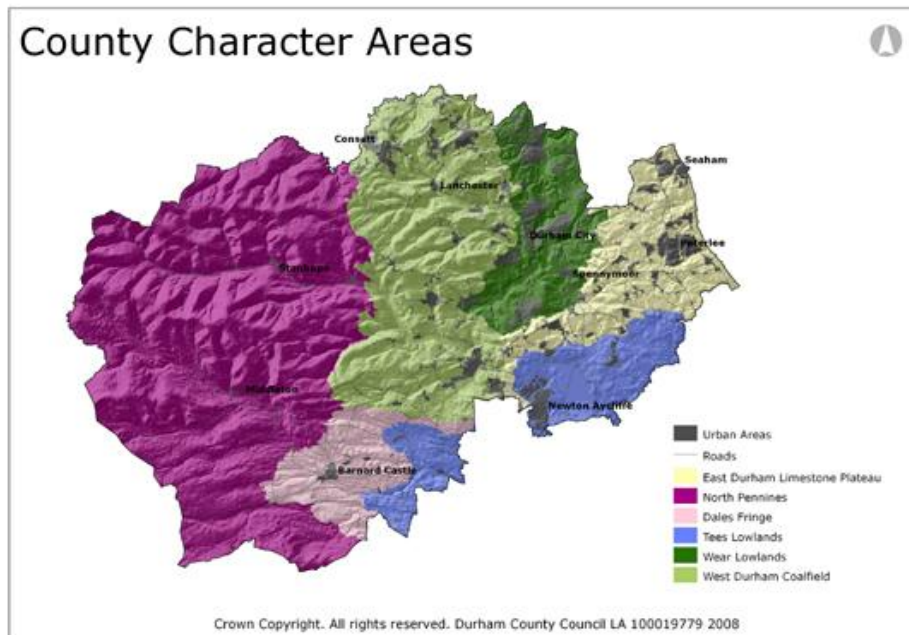 County Character Areas
Seaham
Consett
Lanchester
Durham City
Peterlee
Stanhope
Spennymoor
Middleton
Newton Aycliffe
Barnord Castle
Urban Areas
Roads
East Durham Limestone Plateau
North Pennines
Dales Fringe
Tees Lowlands
Wear Lowlands
West Durham Coalfield
Crown Copyright. All rights reserved. Durham County Council LA 100019779 2008